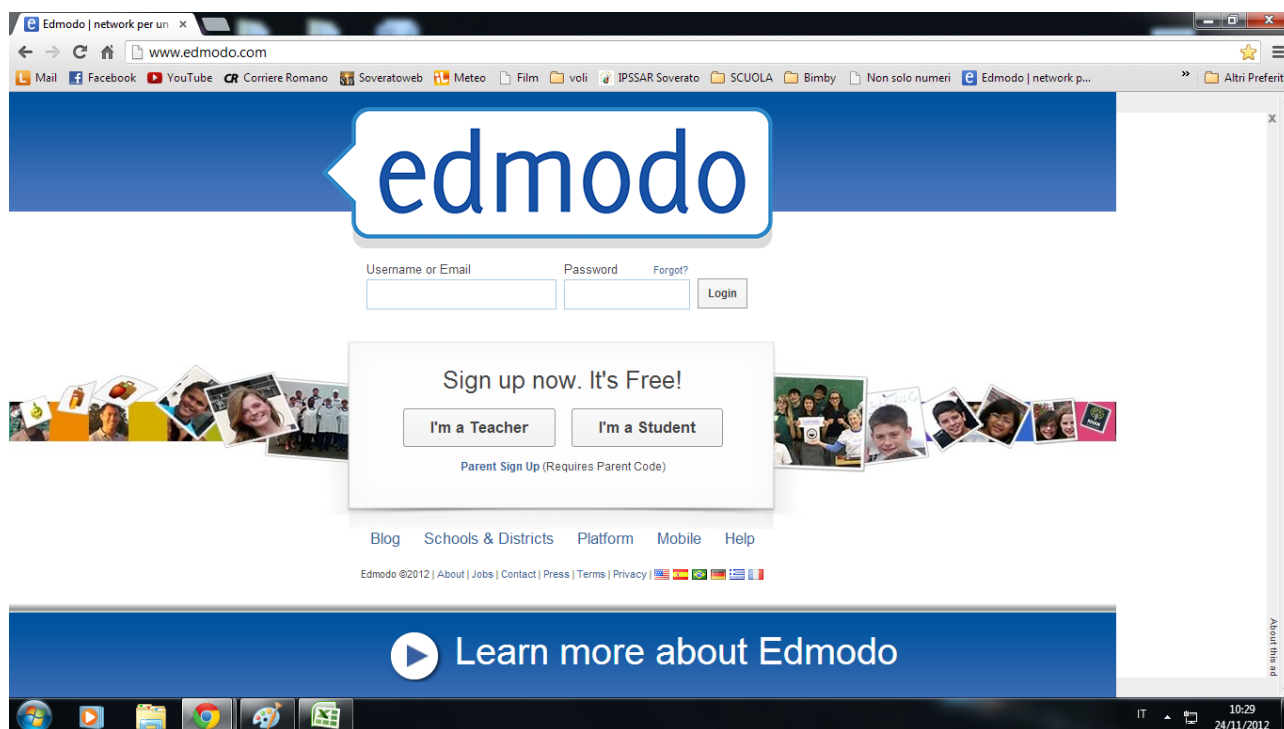 Edmodo | network per un
www.edmodo.com
Mail Facebook YouTube CR Corriere Romano Soveratoweb Meteo Film voli IPSSAR Soverato SCUOLA Bimby Non solo numeri Edmodo | network p... » Altri Preferit
edmodo
Username or Email Password Forgot?
Login
Sign up now. It's Free!
I'm a Teacher I'm a Student
Parent Sign Up (Requires Parent Code)
Blog Schools & Districts Platform Mobile Help
Edmodo ©2012 | About | Jobs | Contact | Press | Terms | Privacy |
About this ad
Learn more about Edmodo
IT 10:29
24/11/2012